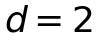 d = 2